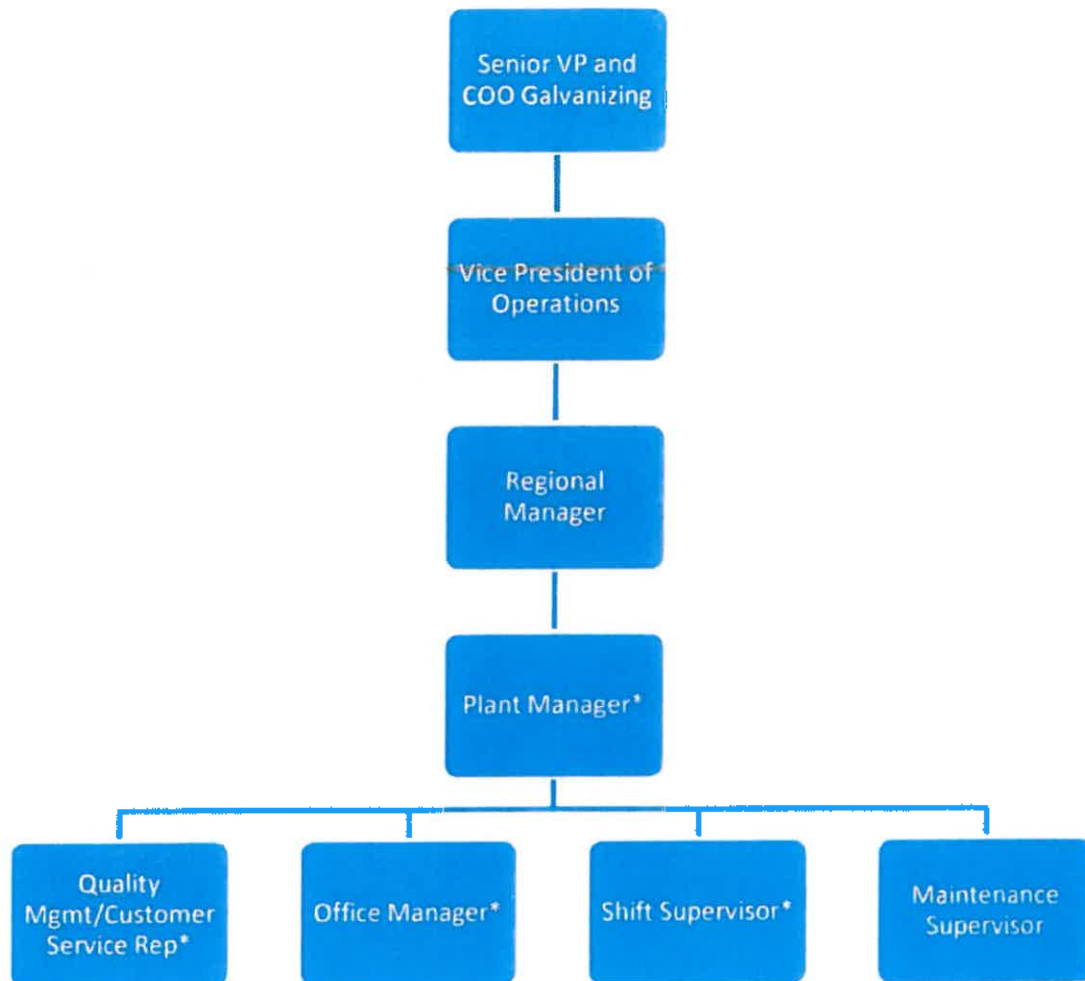 Senior VP and
COO Galvanizing
Vice President of
Operations
Regional
Manager
Plant Manager*
Quality
Mgmt/Customer
Service Rep*
Office Manager*
Shift Supervisor*
Maintenance
Supervisor